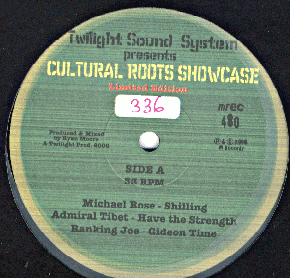 Twilight Sound System
presents
CULTURAL ROOTS SHOWCASE
Limited Edition
336
mrec
480
Produced & Mixed
by Ryan Moore
A Twilight Prod. 2006
SIDE A
33 RPM
Michael Rose - Shilling
Admiral Tibet - Have the Strength
Ranking Joe - Gideon Time